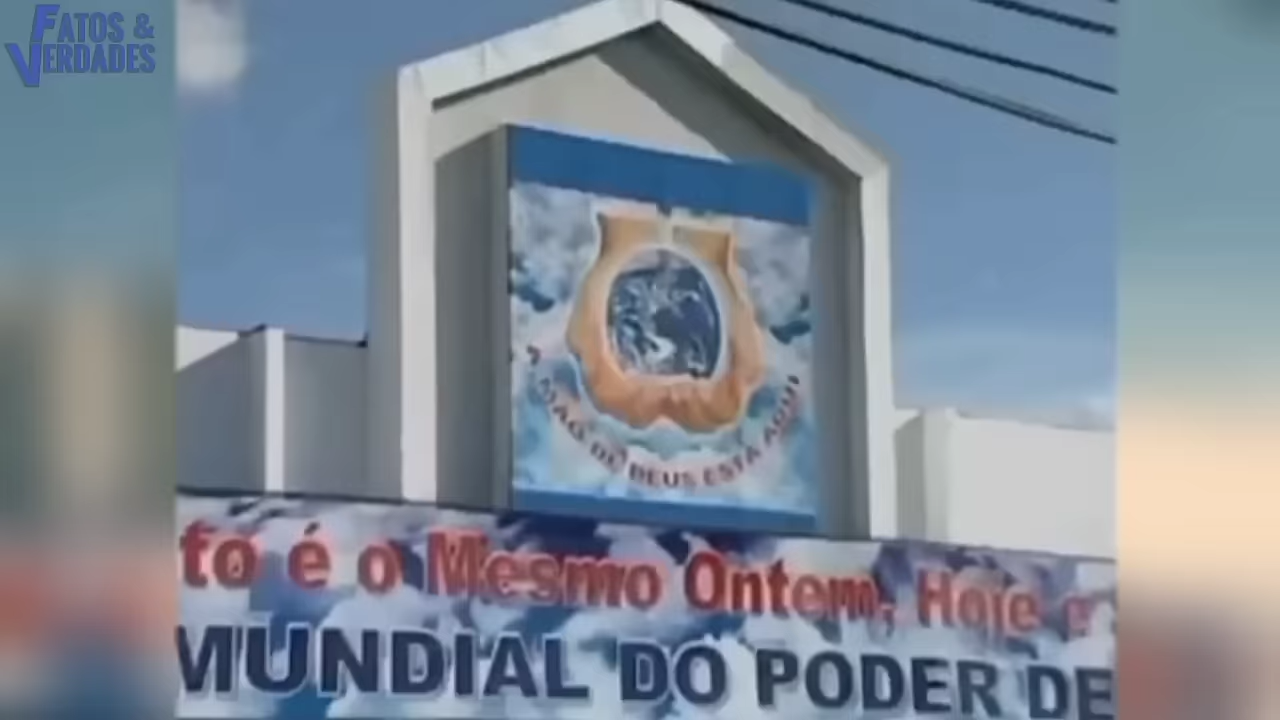 FATOS &
VERDADES
A MÃO DE DEUS ESTÁ AQUI
to é o Mesmo Ontem, Hoje e
MUNDIAL DO PODER DE